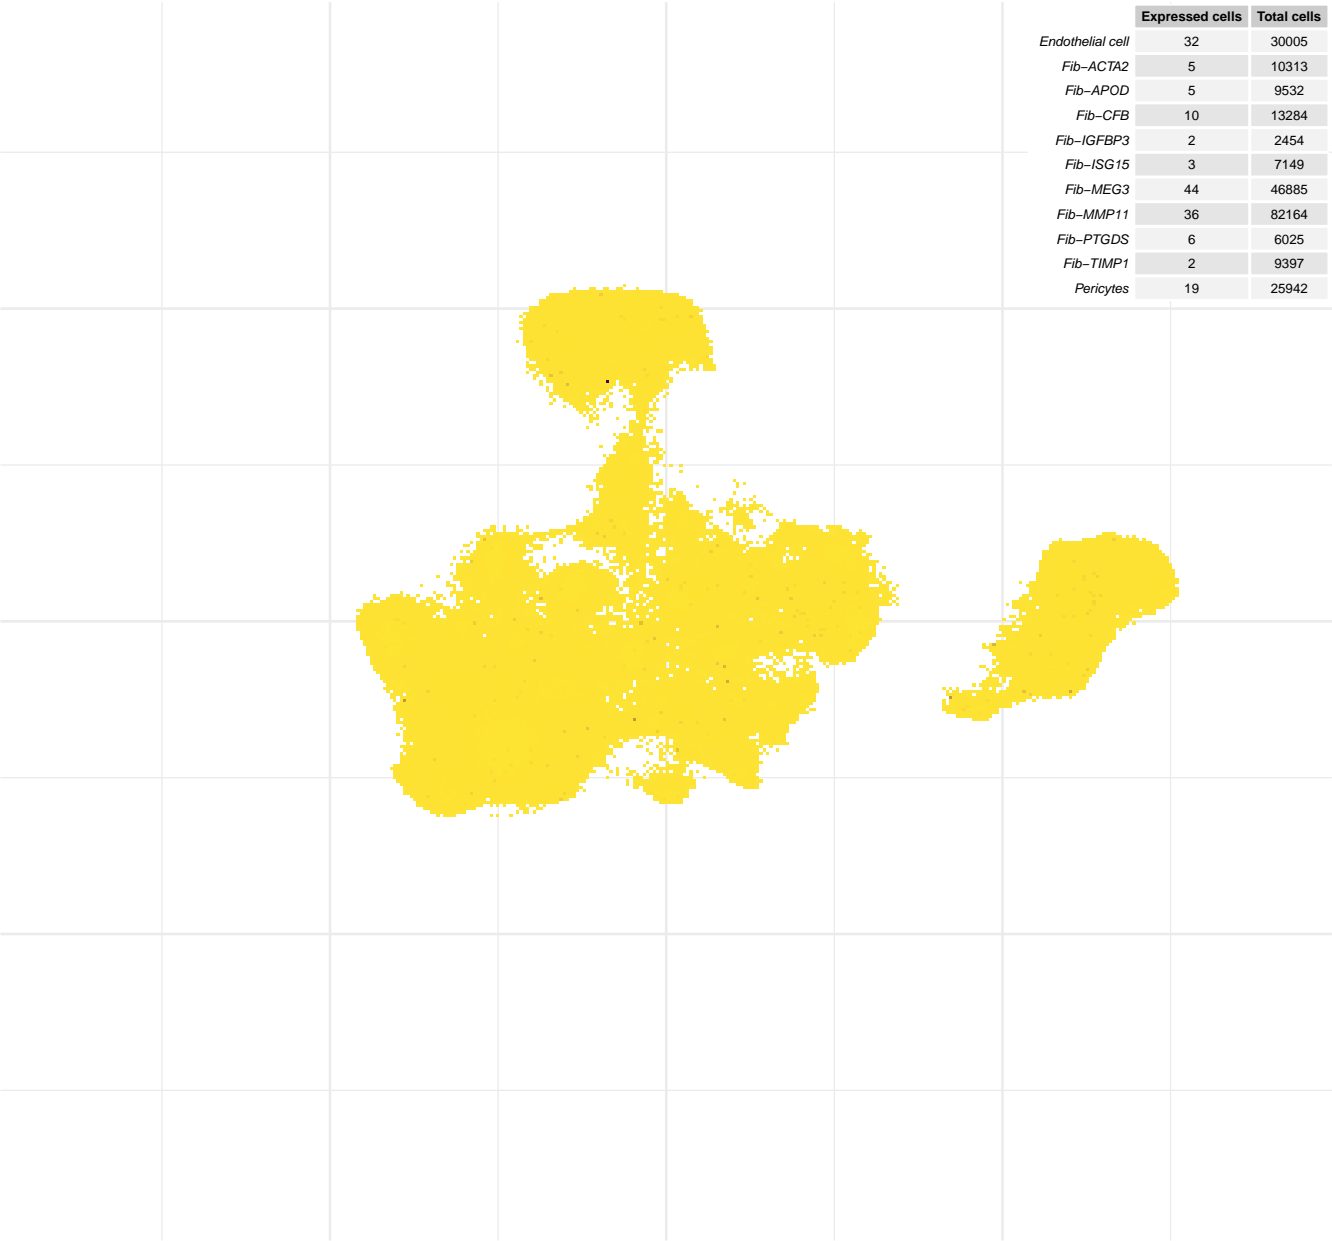 Expressed cells Total cells
Endothelial cell 32 30005
Fib−ACTA2 5 10313
Fib−APOD 5 9532
Fib−CFB 10 13284
Fib−IGFBP3 2 2454
Fib−ISG15 3 7149
Fib−MEG3 44 46885
Fib−MMP11 36 82164
Fib−PTGDS 6 6025
Fib−TIMP1 2 9397
Pericytes 19 25942